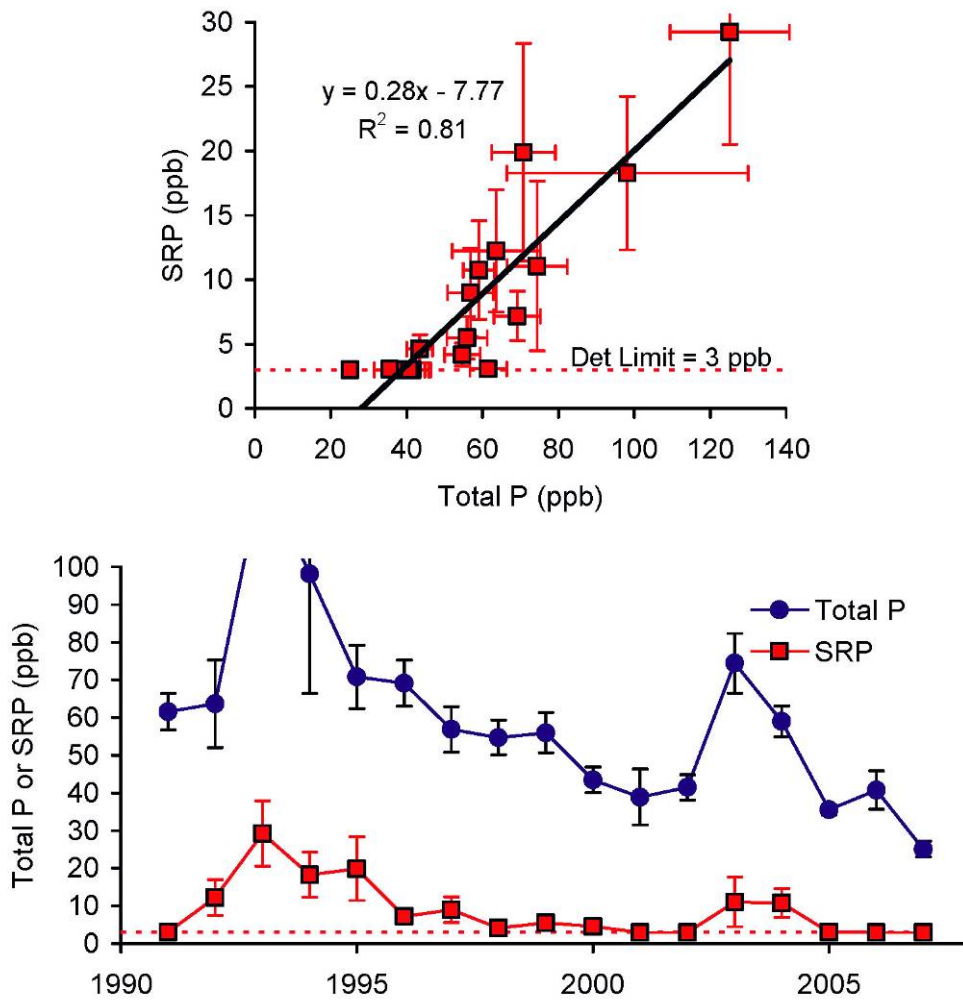 30
25
20
15
10
5
0
SRP (ppb)
y = 0.28x - 7.77
R² = 0.81
Det Limit = 3 ppb
0 20 40 60 80 100 120 140
Total P (ppb)
100
90
80
70
60
50
40
30
20
10
0
Total P or SRP (ppb)
Total P
SRP
1990 1995 2000 2005